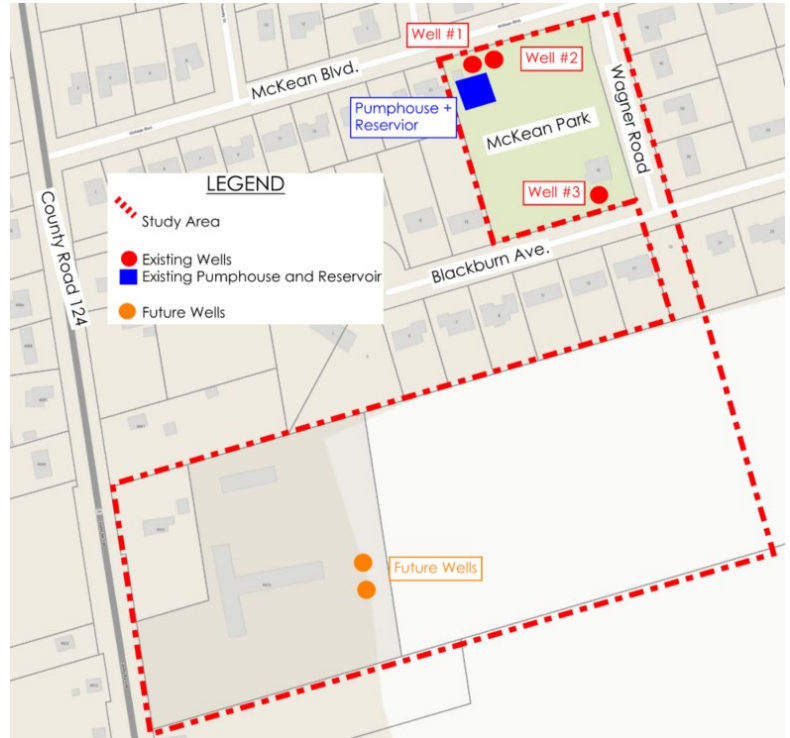 Well #1
Well #2
McKean Blvd.
Pumphouse +
Reservior
McKean Park
Wagner Road
Well #3
LEGEND
Study Area
Existing Wells
Existing Pumphouse and Reservoir
Future Wells
County Road 124
Blackburn Ave.
Future Wells